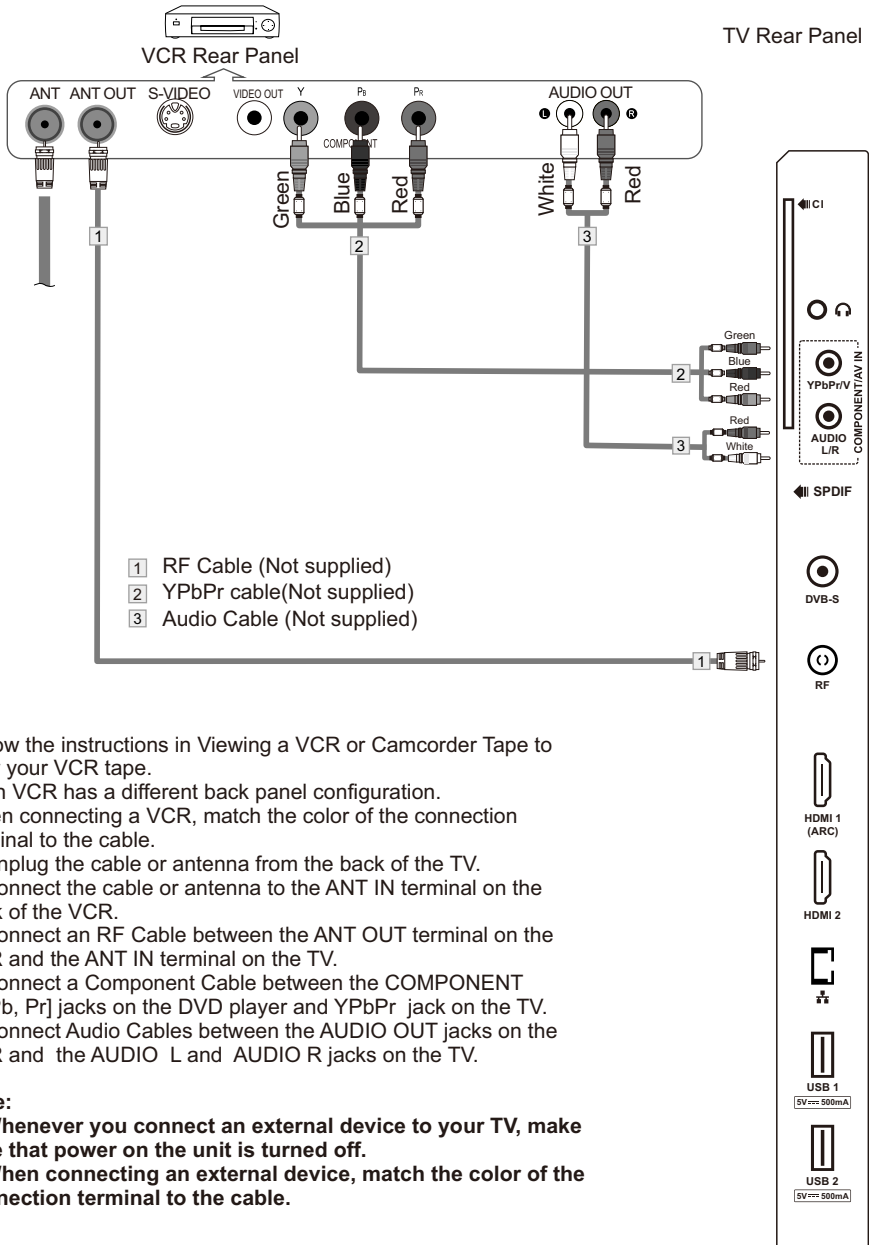 TV Rear Panel
VCR Rear Panel
ANT ANT OUT S-VIDEO VIDEO OUT Y PB PR AUDIO OUT
L R
COMPONENT
Green Blue Red White Red
1
2
3
CI
Green
Blue
Red
2
Red
White
3
YPbPr/V
AUDIO
L/R
COMPONENT/AV IN
SPDIF
1 RF Cable (Not supplied)
2 YPbPr cable(Not supplied)
3 Audio Cable (Not supplied)
DVB-S
1
RF
ow the instructions in Viewing a VCR or Camcorder Tape to
your VCR tape.
VCR has a different back panel configuration.
en connecting a VCR, match the color of the connection
inal to the cable.
nplug the cable or antenna from the back of the TV.
onnect the cable or antenna to the ANT IN terminal on the
of the VCR.
onnect an RF Cable between the ANT OUT terminal on the
R and the ANT IN terminal on the TV.
onnect a Component Cable between the COMPONENT
b, Pr] jacks on the DVD player and YPbPr jack on the TV.
onnect Audio Cables between the AUDIO OUT jacks on the
R and the AUDIO L and AUDIO R jacks on the TV.
e:
henever you connect an external device to your TV, make
that power on the unit is turned off.
hen connecting an external device, match the color of the
nection terminal to the cable.
HDMI 1
(ARC)
HDMI 2
USB 1
5V⎓500mA
USB 2
5V⎓500mA